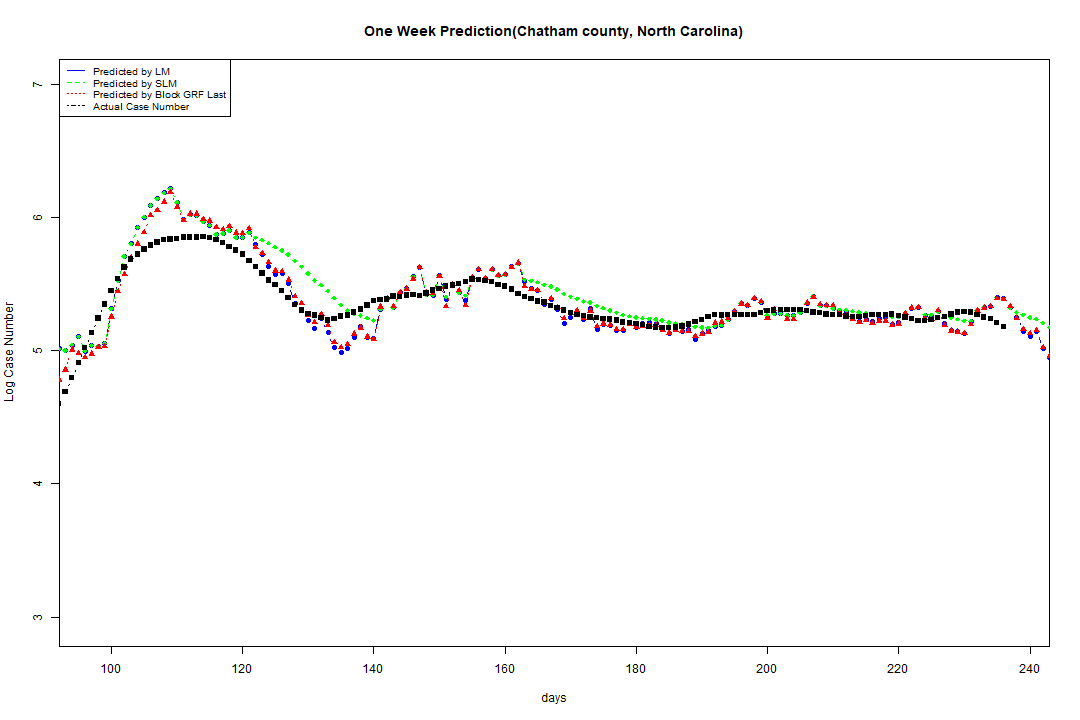 One Week Prediction(Chatham county, North Carolina)
Predicted by LM
Predicted by SLM
Predicted by Block GRF Last
Actual Case Number
7
6
5
4
3
Log Case Number
100 120 140 160 180 200 220 240
days